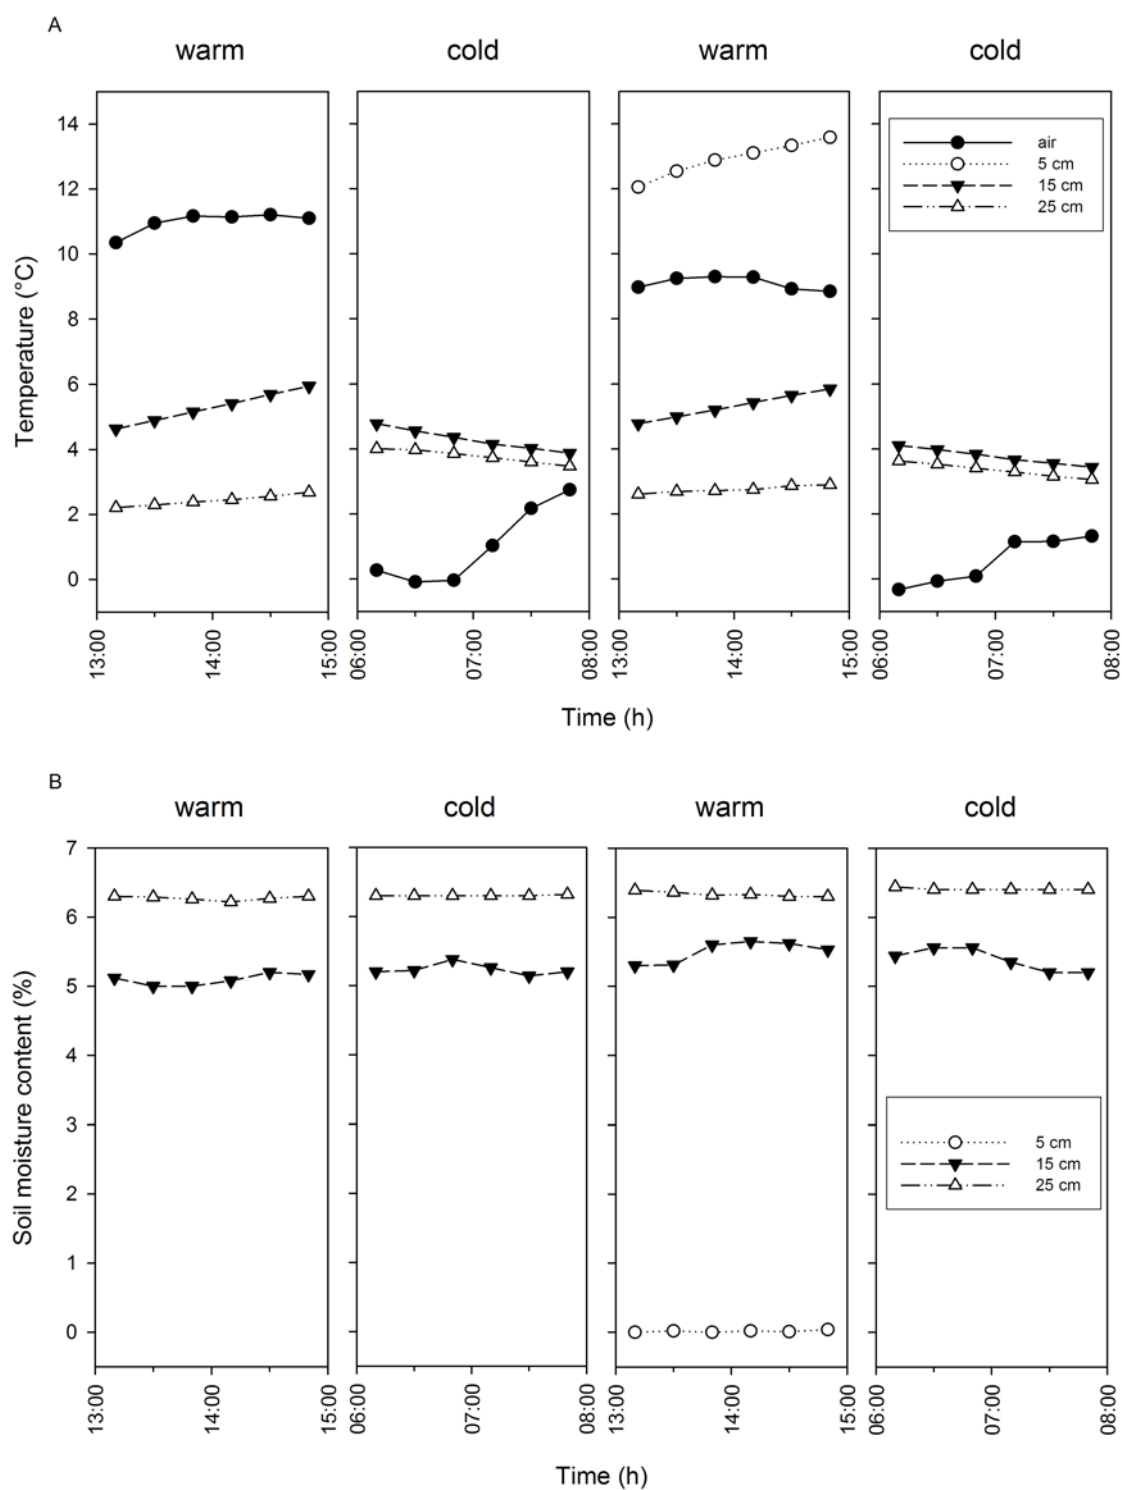 A
warm cold warm cold
Temperature (°C)
14
12
10
8
6
4
2
0
air
5 cm
15 cm
25 cm
13:00 14:00 15:00 06:00 07:00 08:00 13:00 14:00 15:00 06:00 07:00 08:00
Time (h)
B
warm cold warm cold
Soil moisture content (%)
7
6
5
4
3
2
1
0
5 cm
15 cm
25 cm
13:00 14:00 15:00 06:00 07:00 08:00 13:00 14:00 15:00 06:00 07:00 08:00
Time (h)